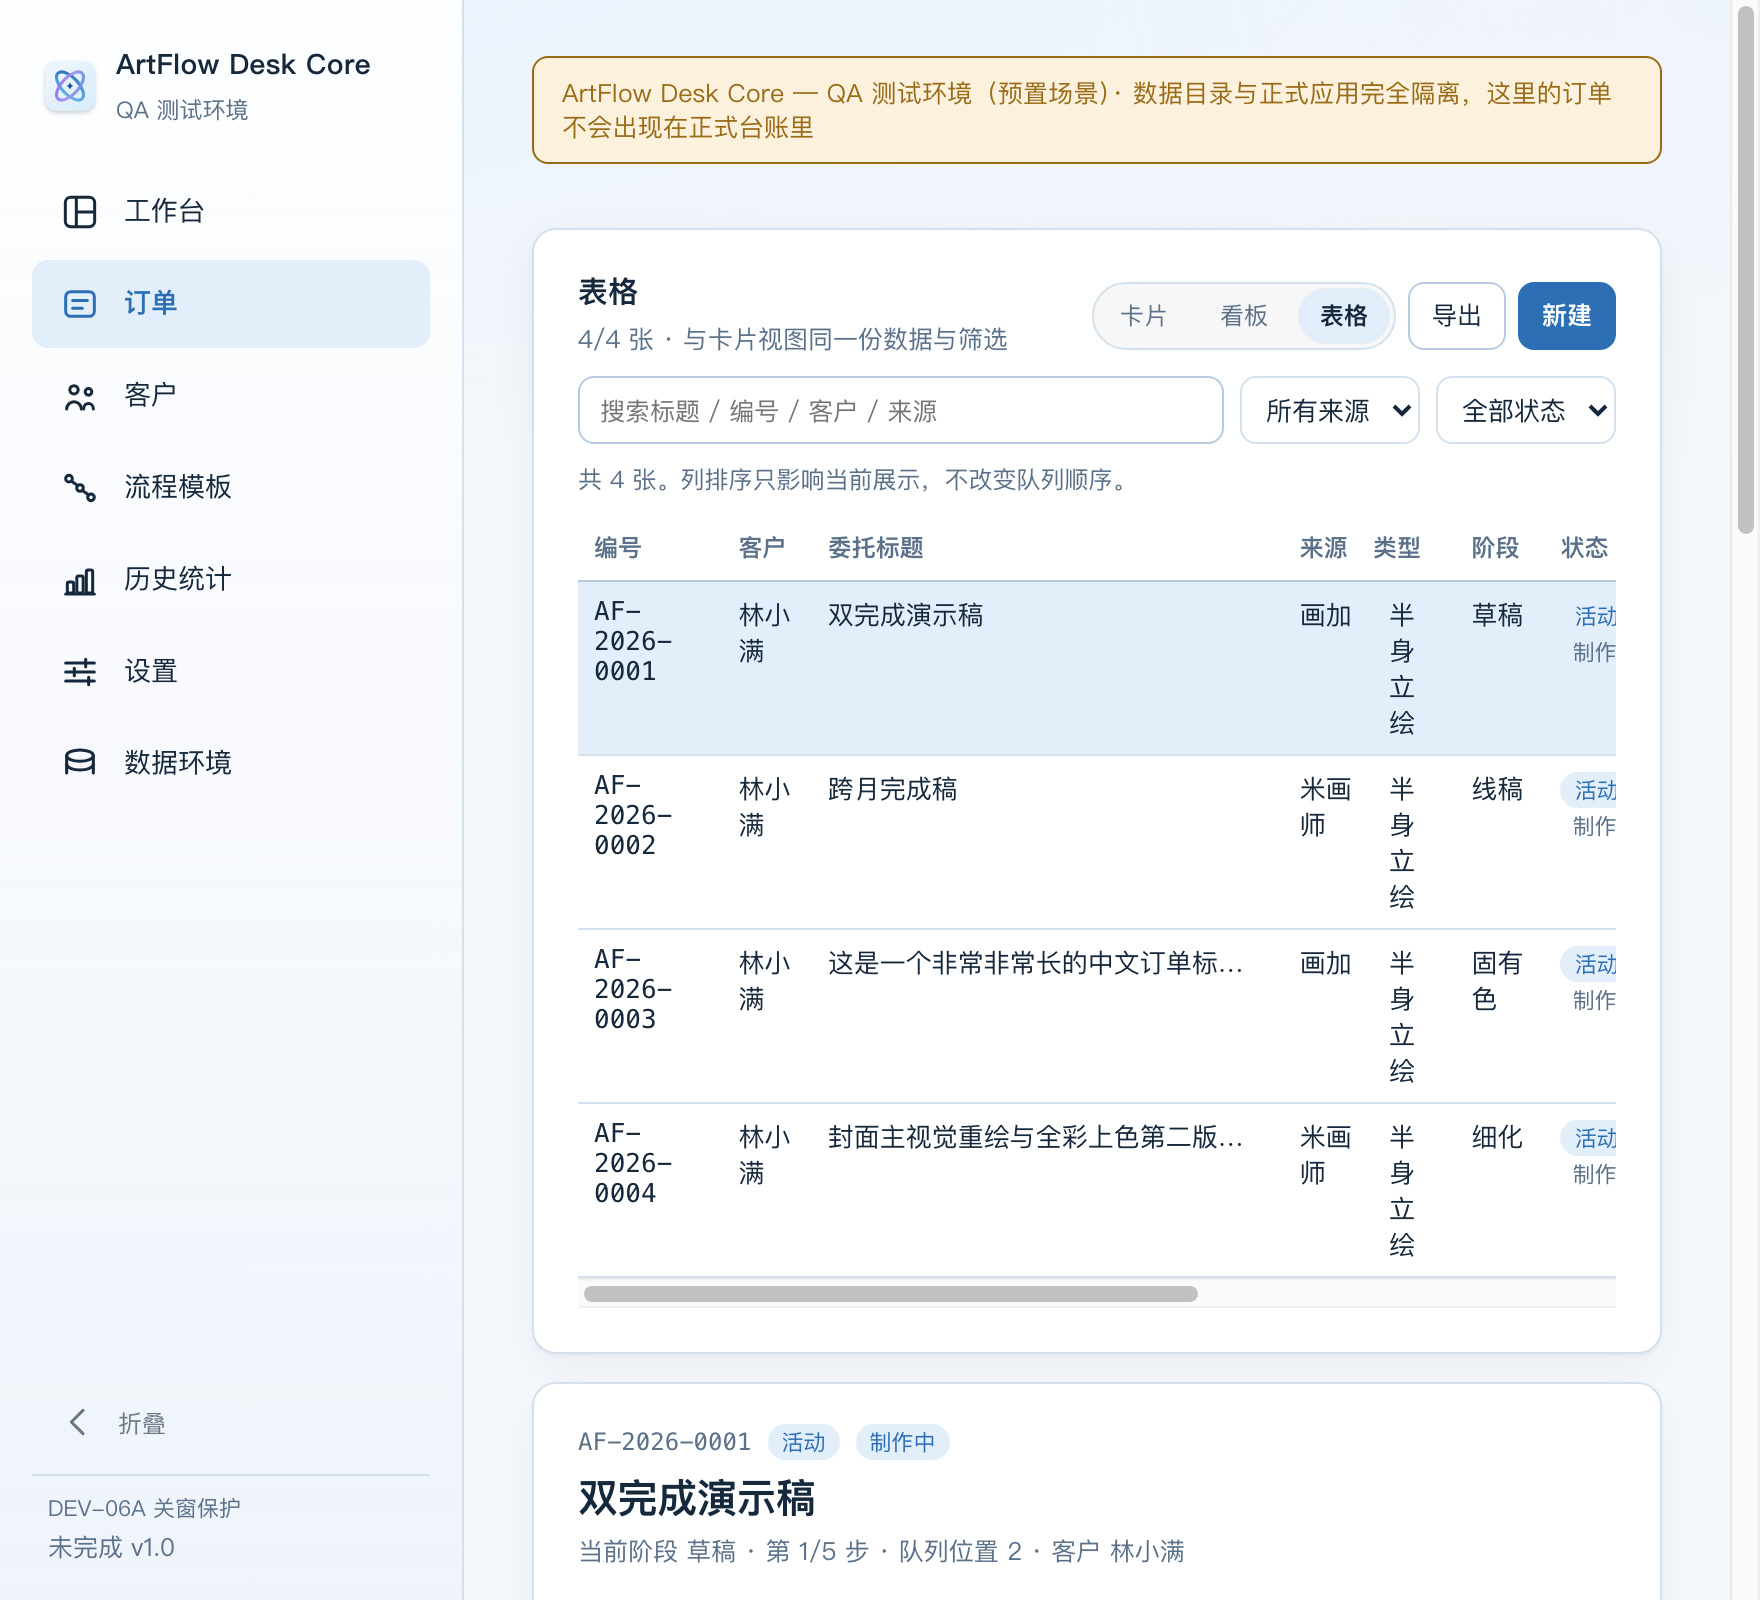 ArtFlow Desk Core
QA 测试环境
工作台
订单
客户
流程模板
历史统计
设置
数据环境
折叠
DEV-06A 关窗保护
未完成 v1.0
ArtFlow Desk Core — QA 测试环境（预置场景）· 数据目录与正式应用完全隔离，这里的订单
不会出现在正式台账里
表格
4/4 张 · 与卡片视图同一份数据与筛选
卡片 看板 表格 导出 新建
搜索标题 / 编号 / 客户 / 来源 所有来源 全部状态
共 4 张。列排序只影响当前展示，不改变队列顺序。
编号 客户 委托标题 来源 类型 阶段 状态
AF-
2026-
0001
林小
满
双完成演示稿
画加
半
身
立
绘
草稿
活动
制作
AF-
2026-
0002
林小
满
跨月完成稿
米画
师
半
身
立
绘
线稿
活动
制作
AF-
2026-
0003
林小
满
这是一个非常非常长的中文订单标…
画加
半
身
立
绘
固有
色
活动
制作
AF-
2026-
0004
林小
满
封面主视觉重绘与全彩上色第二版…
米画
师
半
身
立
绘
细化
活动
制作
AF-2026-0001 活动 制作中
双完成演示稿
当前阶段 草稿 · 第 1/5 步 · 队列位置 2 · 客户 林小满